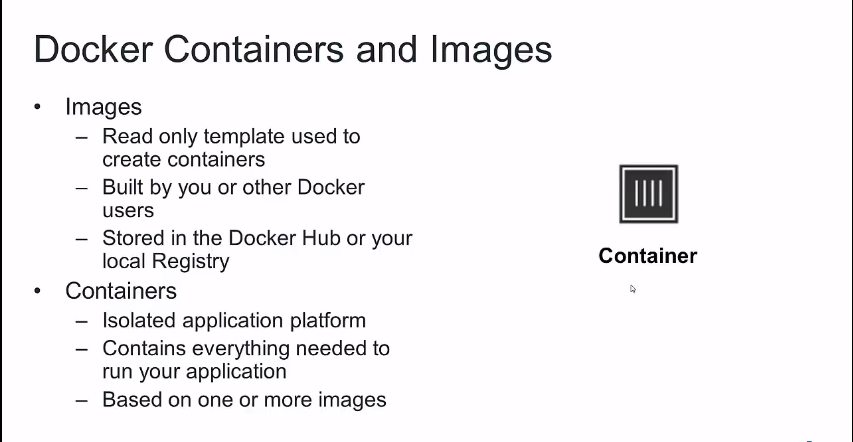 Docker Containers and Images
• Images
– Read only template used to
create containers
– Built by you or other Docker
users
– Stored in the Docker Hub or your
local Registry
• Containers
– Isolated application platform
– Contains everything needed to
run your application
– Based on one or more images
Container